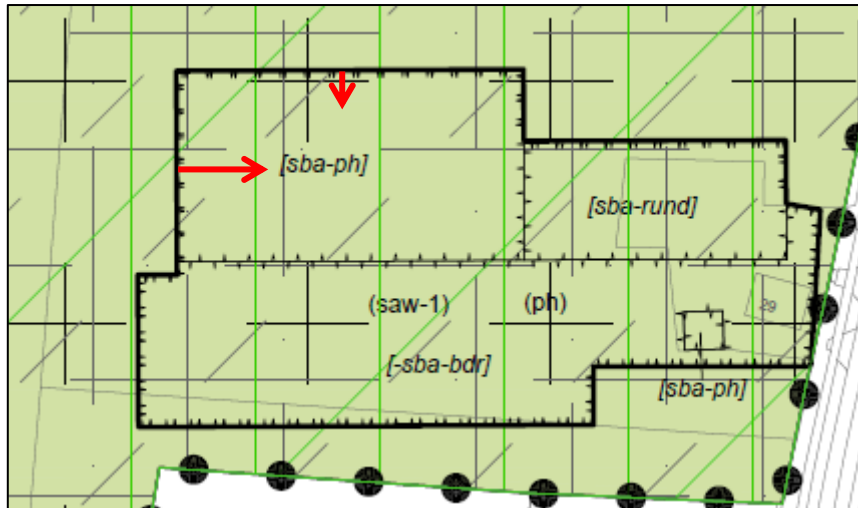 [sba-ph]
[sba-rund]
(saw-1) (ph)
29
[-sba-bdr]
[sba-ph]